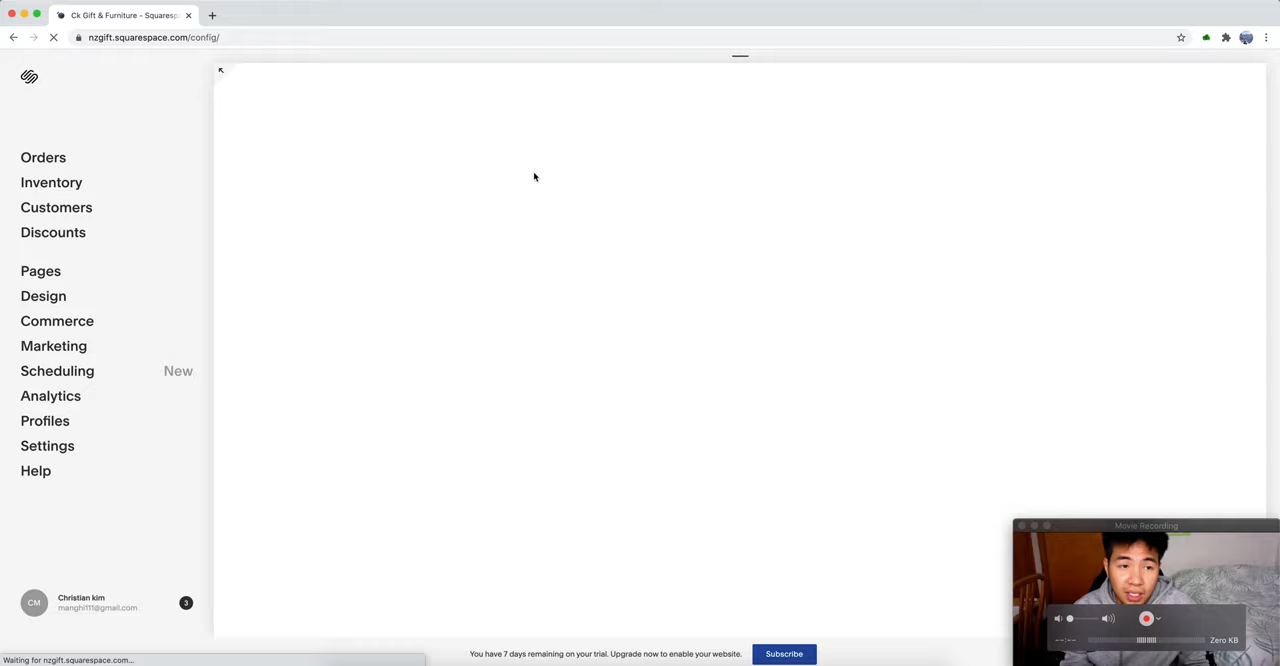 Ck Gift & Furniture - Squaresp
nzgift.squarespace.com/config/
Orders
Inventory
Customers
Discounts
Pages
Design
Commerce
Marketing
Scheduling New
Analytics
Profiles
Settings
Help
CM
Christian kim
manghi111@gmail.com
3
Movie Recording
--:--
Zero KB
You have 7 days remaining on your trial. Upgrade now to enable your website.
Subscribe
Waiting for nzgift.squarespace.com...